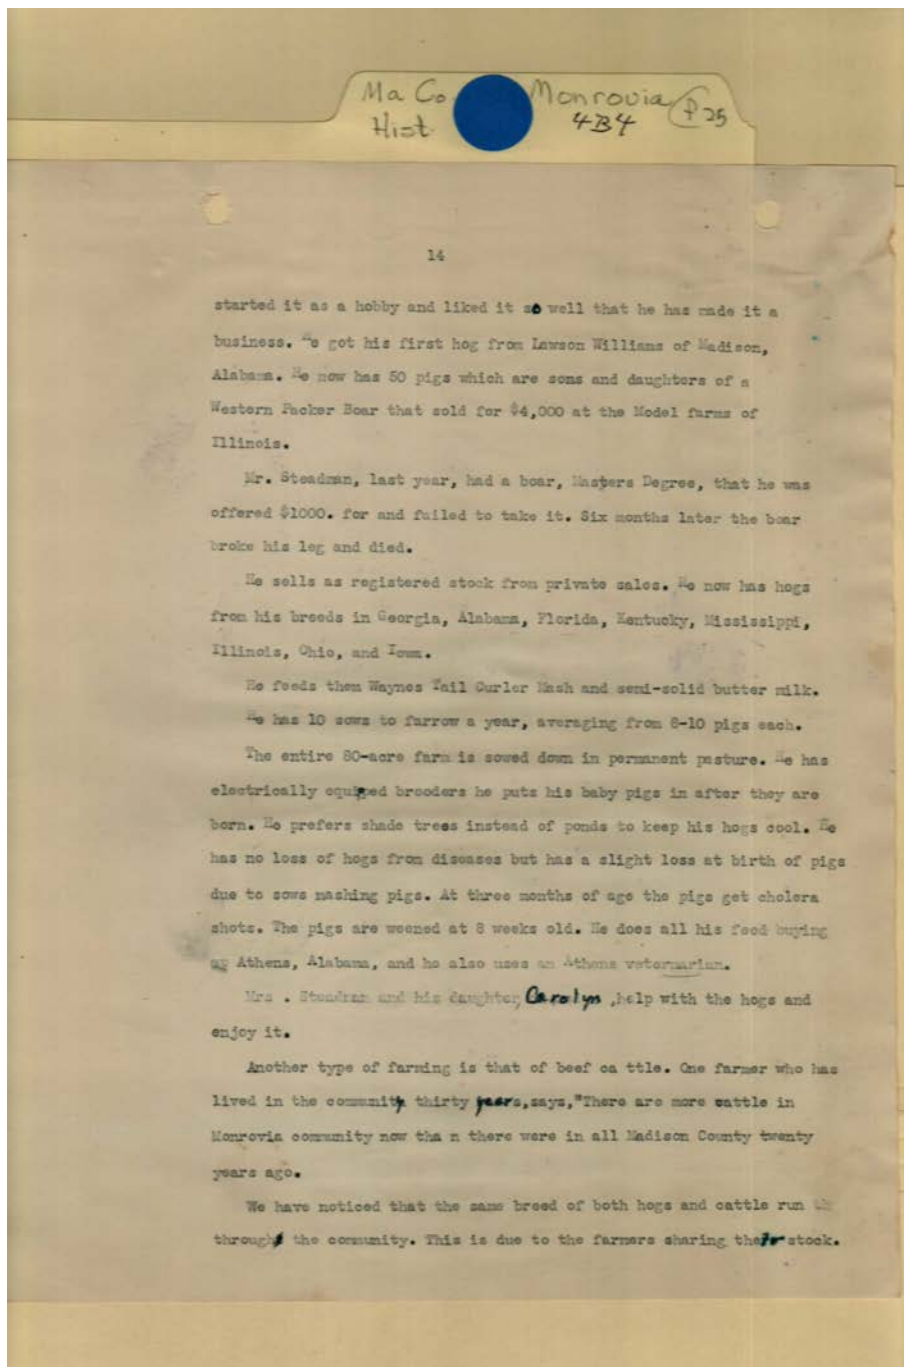 Ma Co Monrovia P 25
Hist 4B4
14
started it as a hobby and liked it so well that he has made it a
business. He got his first hog from Lawson Willians of Madison,
Alabama. He now has 50 pigs which are sons and daughters of a
Western Packer Boar that sold for $4,000 at the Model farms of
Illinois.
Mr. Steadman, last year, had a boar, Masters Degree, that he was
offered $1000. for and failed to take it. Six months later the boar
broke his leg and died.
He sells as registered stock from private sales. He now has hogs
from his breeds in Georgia, Alabama, Florida, Kentucky, Mississippi,
Illinois, Ohio, and Iowa.
He feeds them Waynes Tail Curler Mash and semi-solid butter milk.
He has 10 sows to farrow a year, averaging from 8-10 pigs each.
The entire 80-acre farm is sowed down in permanent pasture. He has
electrically equiped brooders he puts his baby pigs in after they are
born. He prefers shade trees instead of ponds to keep his hogs cool. He
has no loss of hogs from diseases but has a slight loss at birth of pigs
due to sows mashing pigs. At three months of age the pigs get cholera
shots. The pigs are weened at 8 weeks old. He does all his feed buying
Athens, Alabama, and he also uses an Athens veternarian.
Mrs . Steadman and his daughter, Carolyn ,help with the hogs and
enjoy it.
Another type of farming is that of beef ca ttle. One farmer who has
lived in the community thirty years,says,"There are more cattle in
Monrovia community now tha n there were in all Madison County twenty
years ago.
We have noticed that the same breed of both hogs and cattle run
through the community. This is due to the farmers sharing their stock.